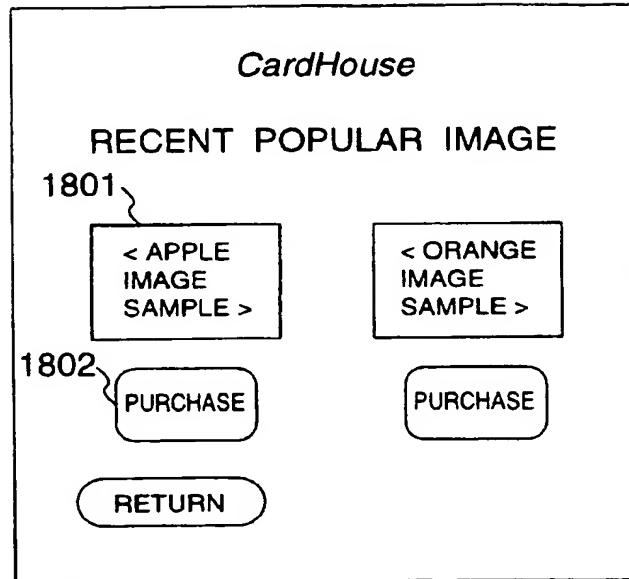 CardHouse
RECENT POPULAR IMAGE
1801
< APPLE
IMAGE
SAMPLE >
< ORANGE
IMAGE
SAMPLE >
1802
PURCHASE
PURCHASE
RETURN